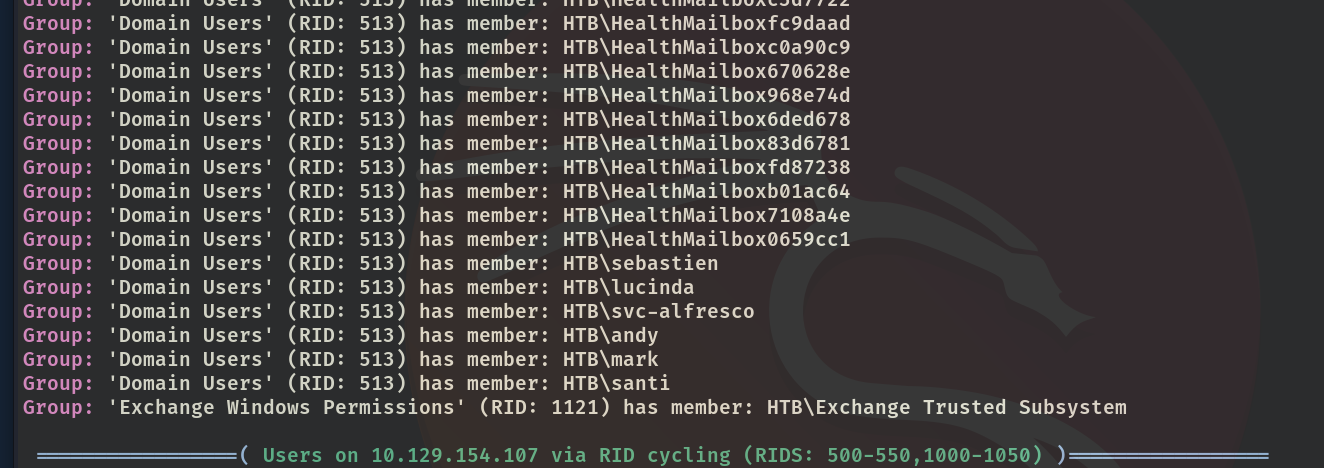 Group: 'Domain Users' (RID: 513) has member: HTB\HealthMailboxc3d7722
Group: 'Domain Users' (RID: 513) has member: HTB\HealthMailboxfc9daad
Group: 'Domain Users' (RID: 513) has member: HTB\HealthMailboxc0a90c9
Group: 'Domain Users' (RID: 513) has member: HTB\HealthMailbox670628e
Group: 'Domain Users' (RID: 513) has member: HTB\HealthMailbox968e74d
Group: 'Domain Users' (RID: 513) has member: HTB\HealthMailbox6ded678
Group: 'Domain Users' (RID: 513) has member: HTB\HealthMailbox83d6781
Group: 'Domain Users' (RID: 513) has member: HTB\HealthMailboxfd87238
Group: 'Domain Users' (RID: 513) has member: HTB\HealthMailboxb01ac64
Group: 'Domain Users' (RID: 513) has member: HTB\HealthMailbox7108a4e
Group: 'Domain Users' (RID: 513) has member: HTB\HealthMailbox0659cc1
Group: 'Domain Users' (RID: 513) has member: HTB\sebastien
Group: 'Domain Users' (RID: 513) has member: HTB\lucinda
Group: 'Domain Users' (RID: 513) has member: HTB\svc-alfresco
Group: 'Domain Users' (RID: 513) has member: HTB\andy
Group: 'Domain Users' (RID: 513) has member: HTB\mark
Group: 'Domain Users' (RID: 513) has member: HTB\santi
Group: 'Exchange Windows Permissions' (RID: 1121) has member: HTB\Exchange Trusted Subsystem
=================( Users on 10.129.154.107 via RID cycling (RIDS: 500-550,1000-1050) )=================